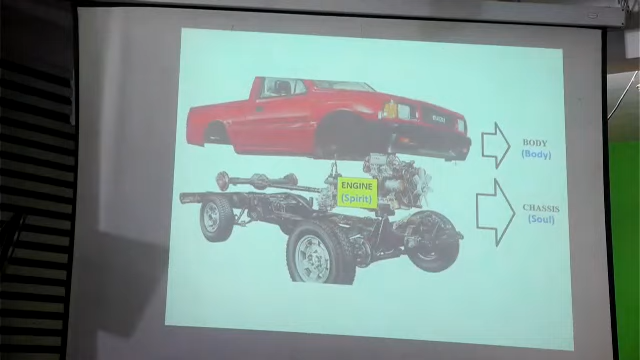 BODY
(Body)
ENGINE
(Spirit)
CHASSIS
(Soul)